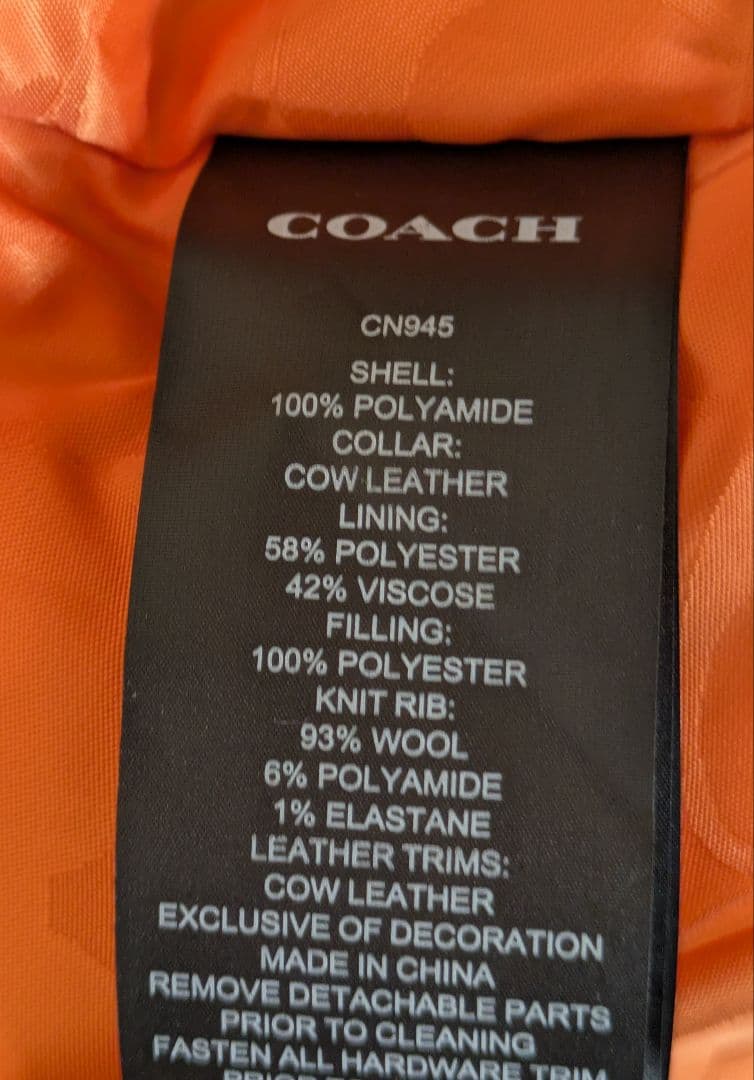 COACH
CN945
SHELL:
100% POLYAMIDE
COLLAR:
COW LEATHER
LINING:
58% POLYESTER
42% VISCOSE
FILLING:
100% POLYESTER
KNIT RIB:
93% WOOL
6% POLYAMIDE
1% ELASTANE
LEATHER TRIMS:
COW LEATHER
EXCLUSIVE OF DECORATION
MADE IN CHINA
REMOVE DETACHABLE PARTS
PRIOR TO CLEANING
FASTEN ALL HARDWARE TRIM